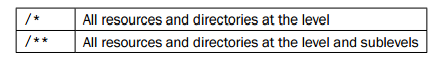 /* All resources and directories at the level
/** All resources and directories at the level and sublevels